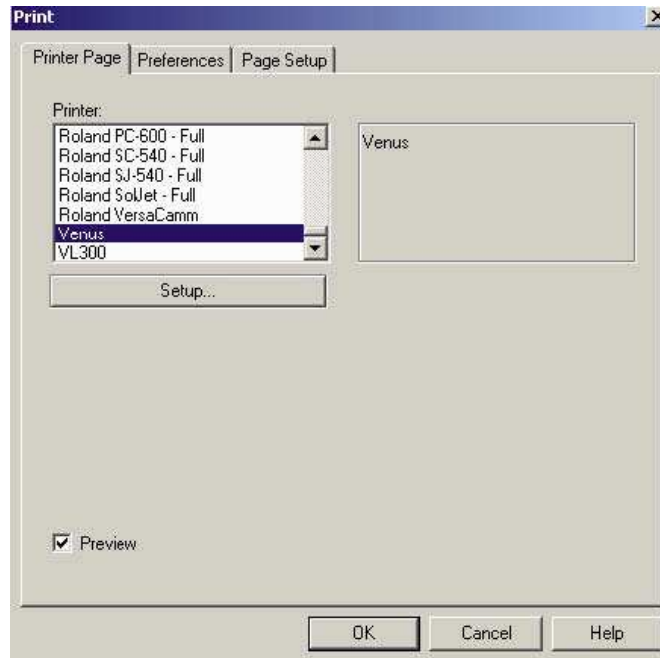 Print
Printer Page Preferences Page Setup
Printer:
Roland PC-600 - Full
Roland SC-540 - Full
Roland SJ-540 - Full
Roland SolJet - Full
Roland VersaCamm
Venus
VL300
Venus
Setup...
Preview
OK Cancel Help